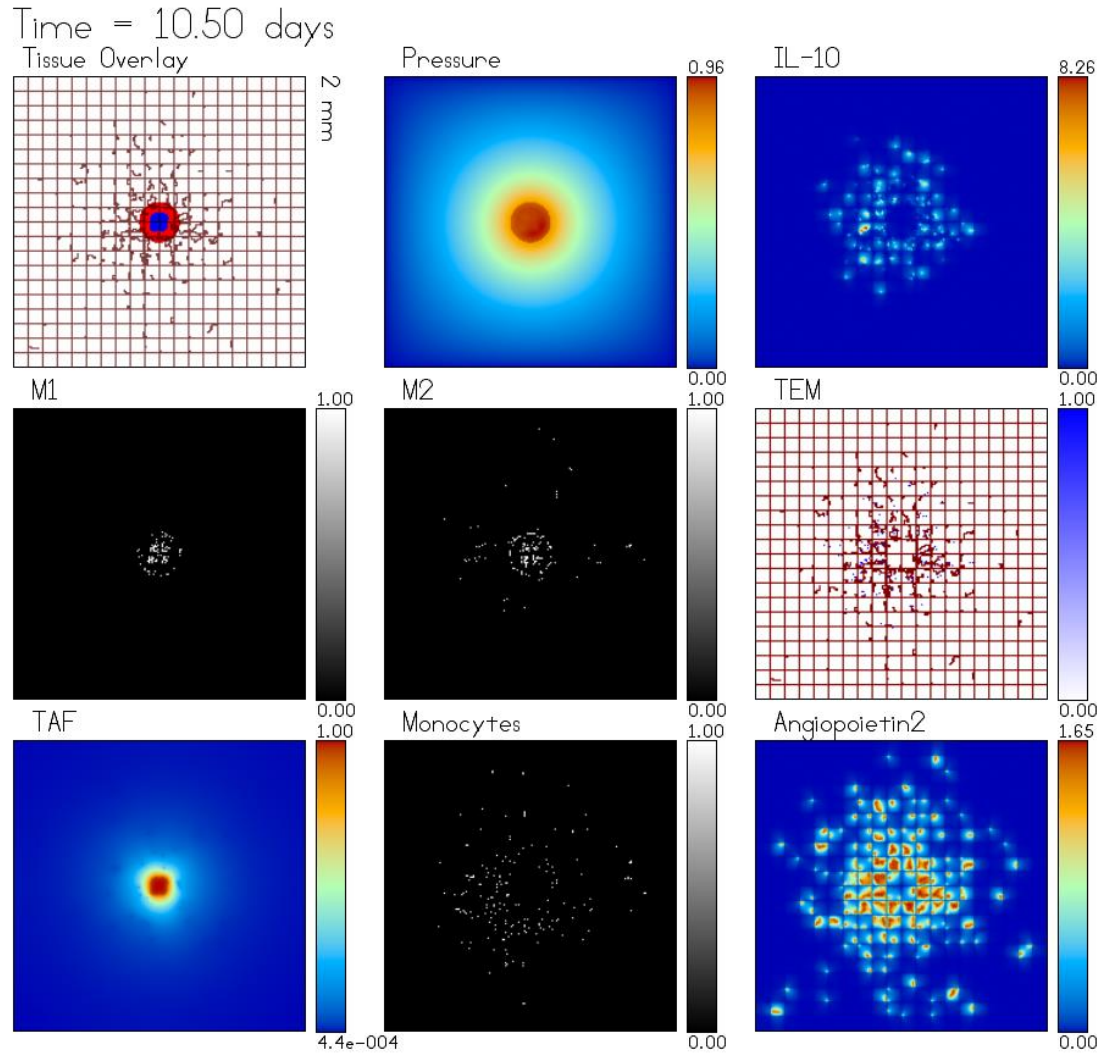 Time = 10.50 days
Tissue Overlay
2 mm
Pressure
0.96
0.00
IL-10
8.26
0.00
M1
1.00
0.00
M2
1.00
0.00
TEM
1.00
0.00
TAF
1.00
4.4e-004
Monocytes
1.00
0.00
Angiopoietin2
1.65
0.00